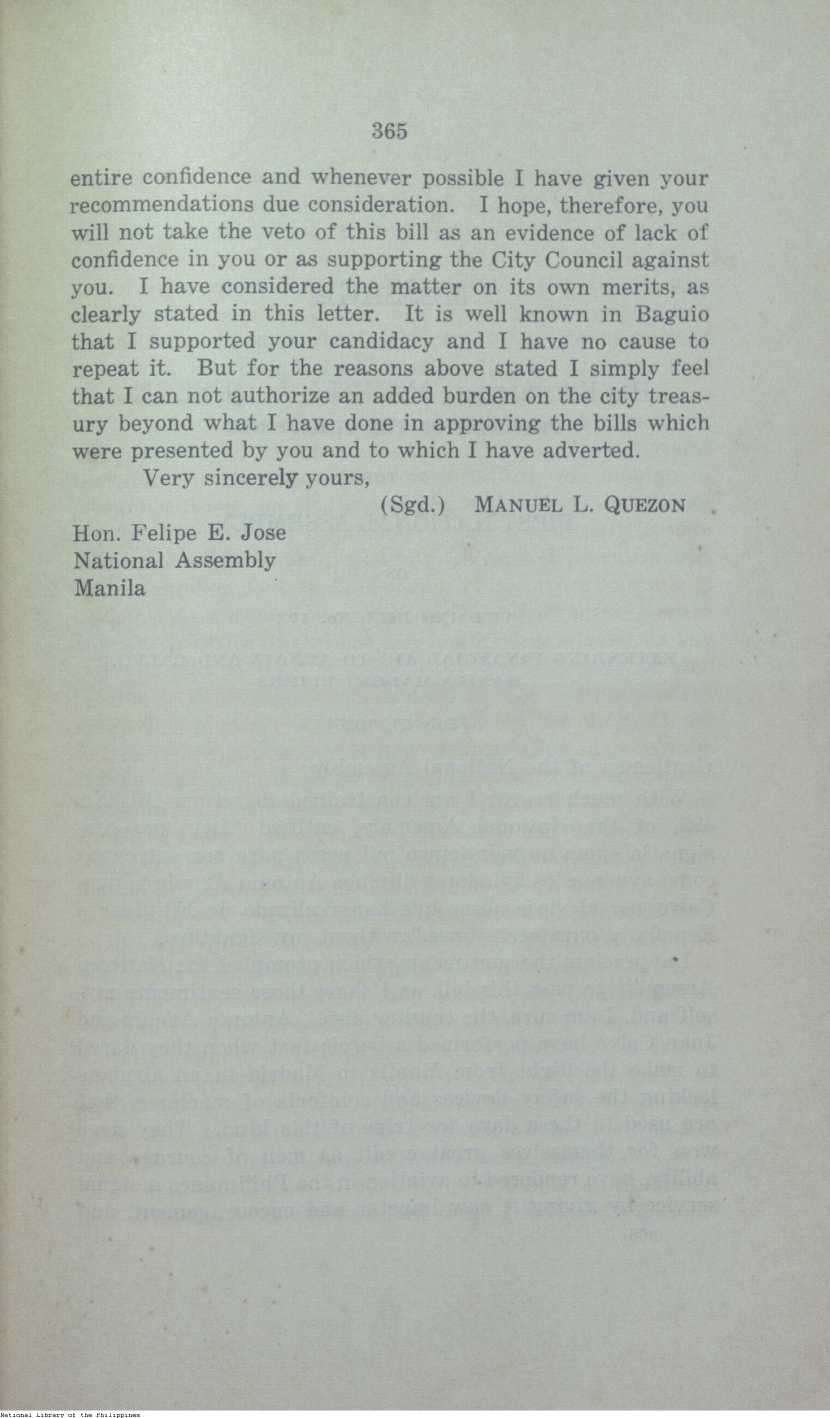 365
entire confidence and whenever possible I have given your
recommendations due consideration. I hope, therefore, you
will not take the veto of this bill as an evidence of lack of
confidence in you or as supporting the City Council against
you. I have considered the matter on its own merits, as
clearly stated in this letter. It is well known in Baguio
that I supported your candidacy and I have no cause to
repeat it. But for the reasons above stated I simply feel
that I can not authorize an added burden on the city treas-
ury beyond what I have done in approving the bills which
were presented by you and to which I have adverted.
Very sincerely yours,
(Sgd.) MANUEL L. QUEZON
Hon. Felipe E. Jose
National Assembly
Manila
National Library of the Philippines